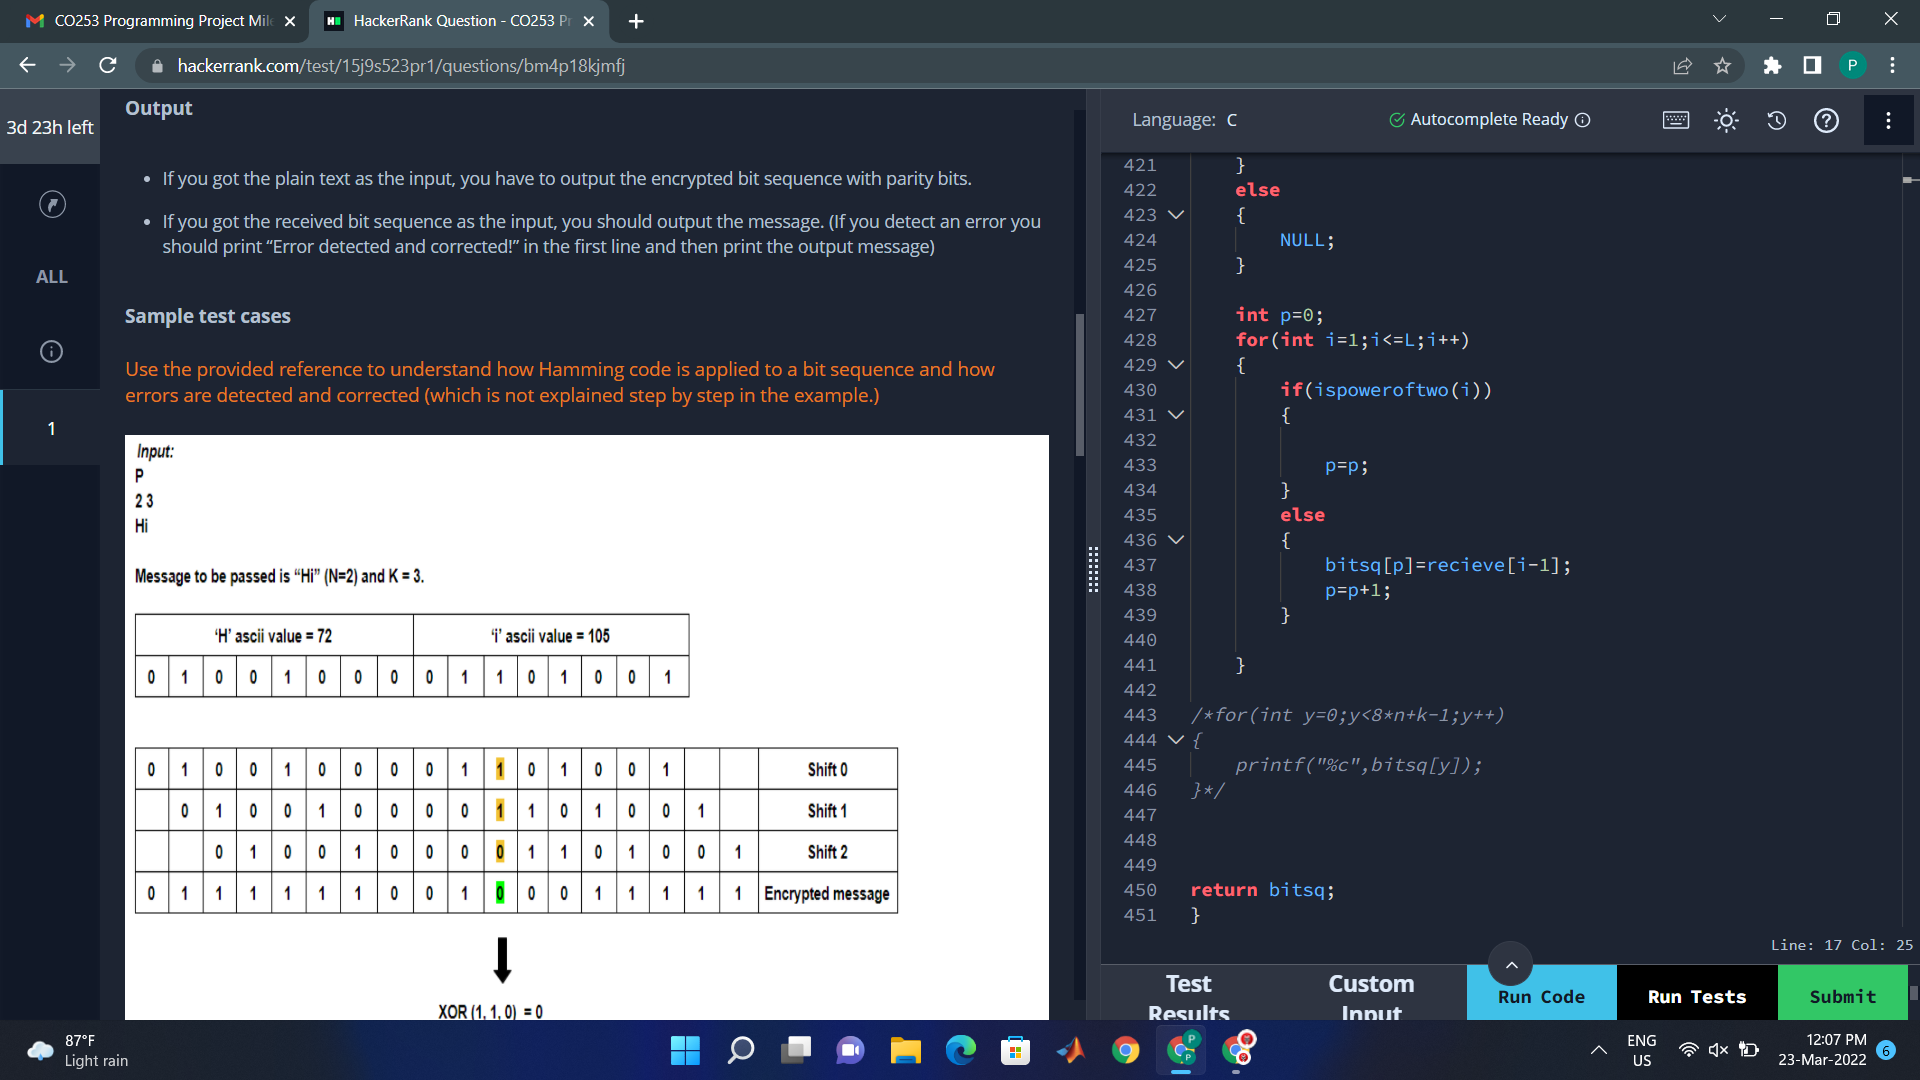 CO253 Programming Project Mile
HackerRank Question - CO253 Pr
hackerrank.com/test/15j9s523pr1/questions/bm4p18kjmfj
P
3d 23h left
ALL
1
Output
If you got the plain text as the input, you have to output the encrypted bit sequence with parity bits.
If you got the received bit sequence as the input, you should output the message. (If you detect an error you
should print “Error detected and corrected!” in the first line and then print the output message)
Sample test cases
Use the provided reference to understand how Hamming code is applied to a bit sequence and how
errors are detected and corrected (which is not explained step by step in the example.)
Input:
P
2 3
Hi
Message to be passed is “Hi” (N=2) and K = 3.
‘H’ ascii value = 72 ‘i’ ascii value = 105
0 1 0 0 1 0 0 0 0 1 1 0 1 0 0 1
0 1 0 0 1 0 0 0 0 1 1 0 1 0 0 1 Shift 0
0 1 0 0 1 0 0 0 0 1 1 0 1 0 0 1 Shift 1
0 1 0 0 1 0 0 0 0 1 1 0 1 0 0 1 Shift 2
0 1 1 1 1 1 1 0 0 1 0 0 0 1 1 1 1 1 Encrypted message
XOR (1, 1, 0) = 0
Language: C
Autocomplete Ready
421 }
422 else
423 {
424 NULL;
425 }
426
427 int p=0;
428 for(int i=1;i<=L;i++)
429 {
430 if(ispoweroftwo(i))
431 {
432
433 p=p;
434 }
435 else
436 {
437 bitsq[p]=recieve[i-1];
438 p=p+1;
439 }
440
441 }
442
443 /*for(int y=0;y<8*n+k-1;y++)
444 {
445 printf("%c",bitsq[y]);
446 }*/
447
448
449
450 return bitsq;
451 }
Line: 17 Col: 25
Test
Results
Custom
Input
Run Code
Run Tests
Submit
87°F
Light rain
ENG
US
12:07 PM
23-Mar-2022
6